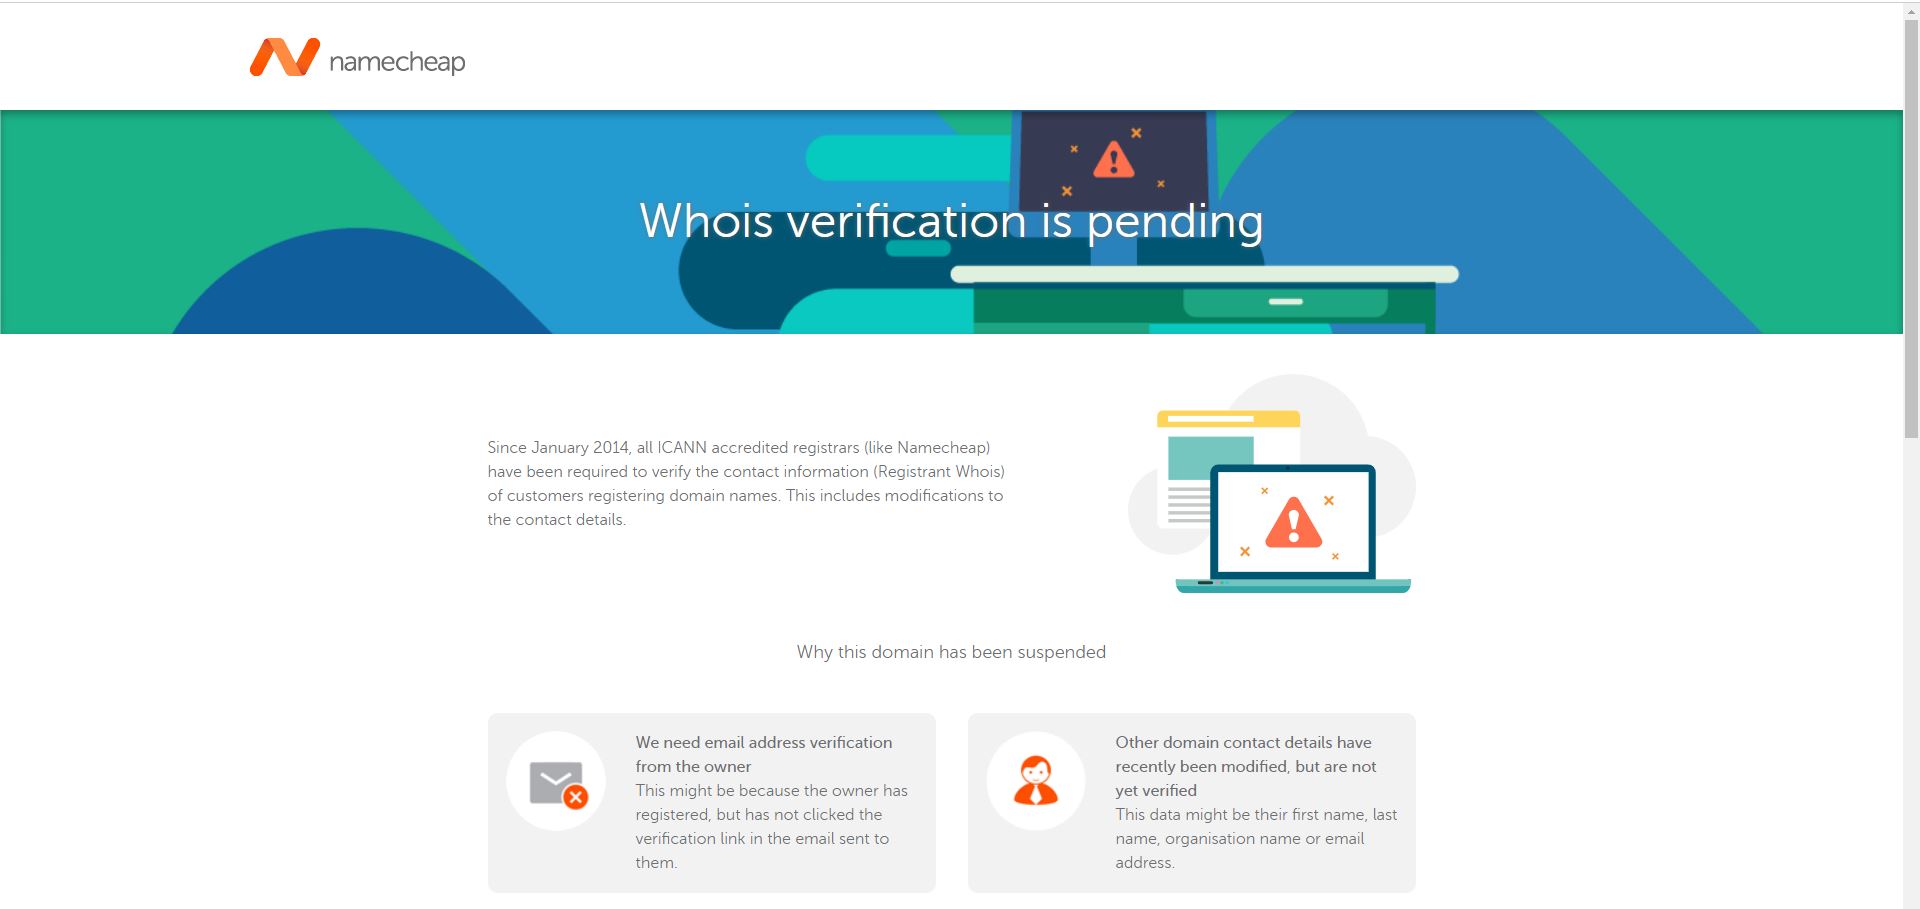 namecheap
Whois verification is pending
Since January 2014, all ICANN accredited registrars (like Namecheap)
have been required to verify the contact information (Registrant Whois)
of customers registering domain names. This includes modifications to
the contact details.
Why this domain has been suspended
We need email address verification
from the owner
This might be because the owner has
registered, but has not clicked the
verification link in the email sent to
them.
Other domain contact details have
recently been modified, but are not
yet verified
This data might be their first name, last
name, organisation name or email
address.